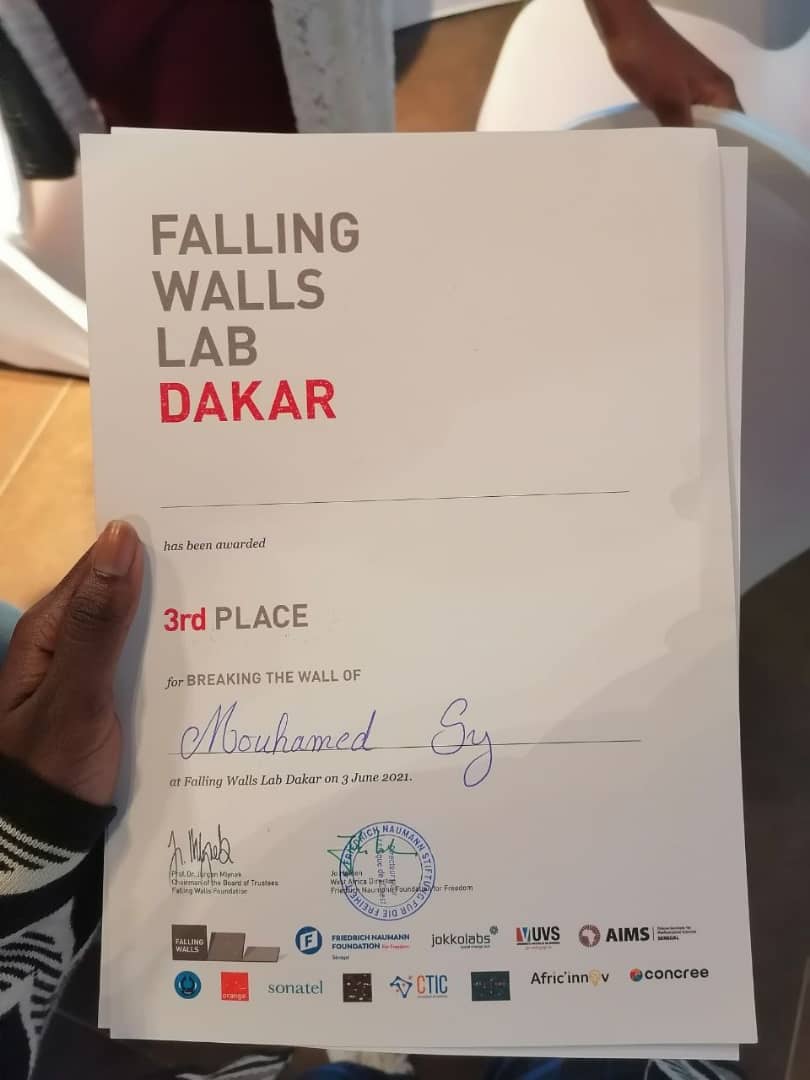 FALLING
WALLS
LAB
DAKAR
has been awarded
3rd PLACE
for BREAKING THE WALL OF
Mouhamed Sy
at Falling Walls Lab Dakar on 3 June 2021.
Prof. Dr. Jürgen Mlynek
Chairman of the Board of Trustees
Falling Walls Foundation
Jo
West Africa
Friedrich Naumann Foundation for Freedom
FRIEDRICH NAUMANN STIFTUNG FÜR DIE FREIHEIT
FALLING
WALLS
FRIEDRICH NAUMANN
FOUNDATION For Freedom
Sénégal
jokkolabs
UVS
AIMS
SENEGAL
orange
sonatel
CTIC
Afric'innov
concree